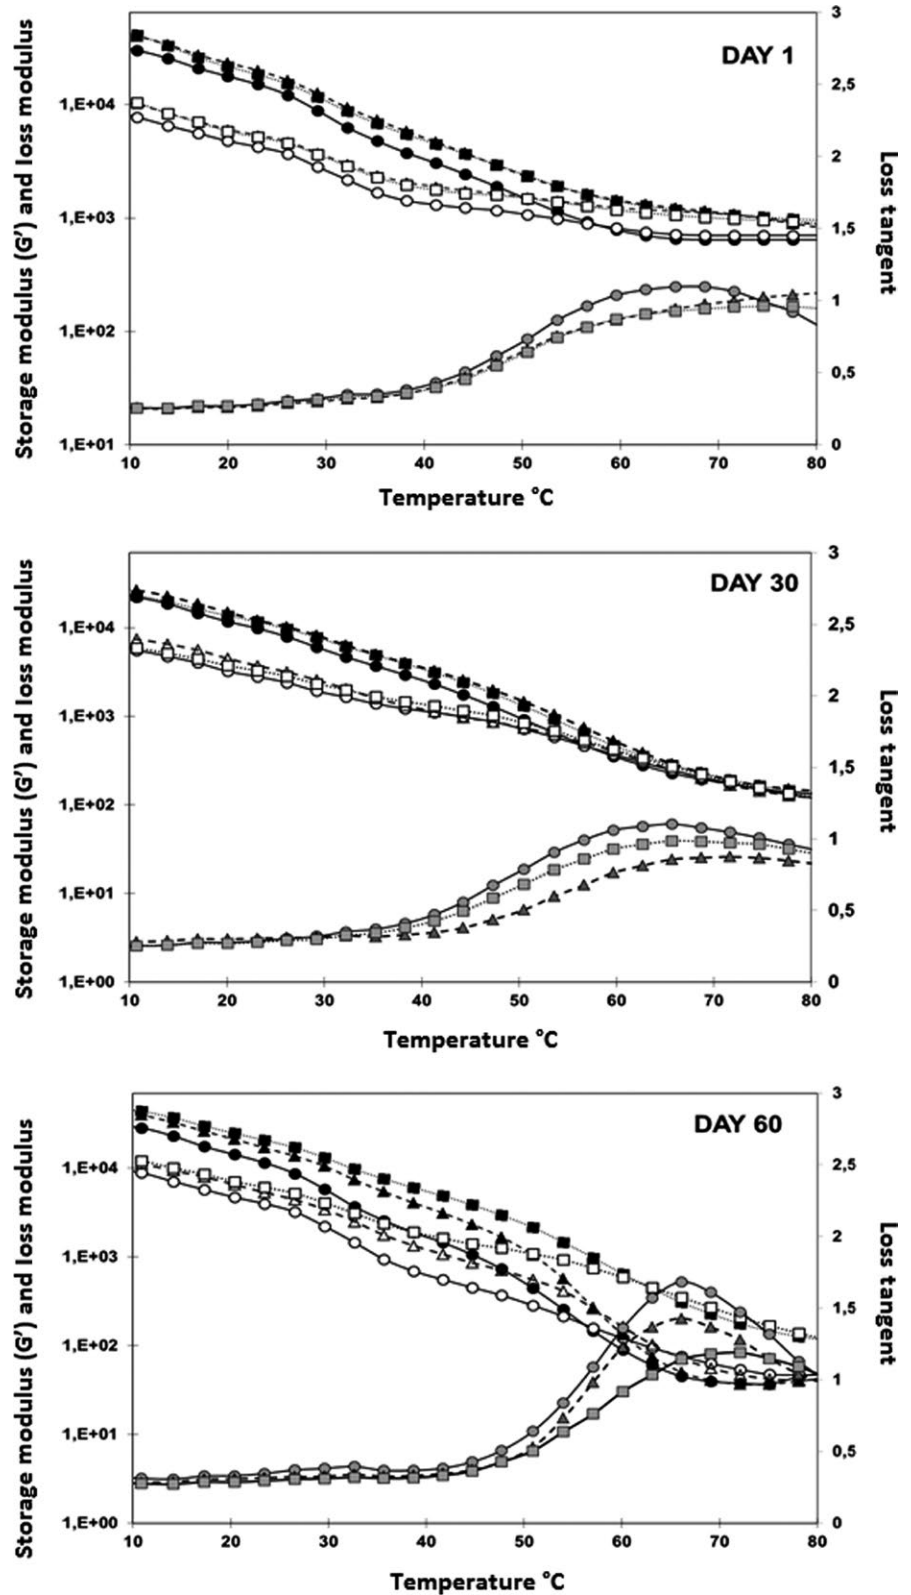 DAY 1
Storage modulus (G') and loss modulus
1,E+04
1,E+03
1,E+02
1,E+01
3
2,5
2
1,5
1
0,5
0
Loss tangent
10 20 30 40 50 60 70 80
Temperature °C
DAY 30
Storage modulus (G') and loss modulus
1,E+04
1,E+03
1,E+02
1,E+01
1,E+00
3
2,5
2
1,5
1
0,5
0
Loss tangent
10 20 30 40 50 60 70 80
Temperature °C
DAY 60
Storage modulus (G') and loss modulus
1,E+04
1,E+03
1,E+02
1,E+01
1,E+00
3
2,5
2
1,5
1
0,5
0
Loss tangent
10 20 30 40 50 60 70 80
Temperature °C